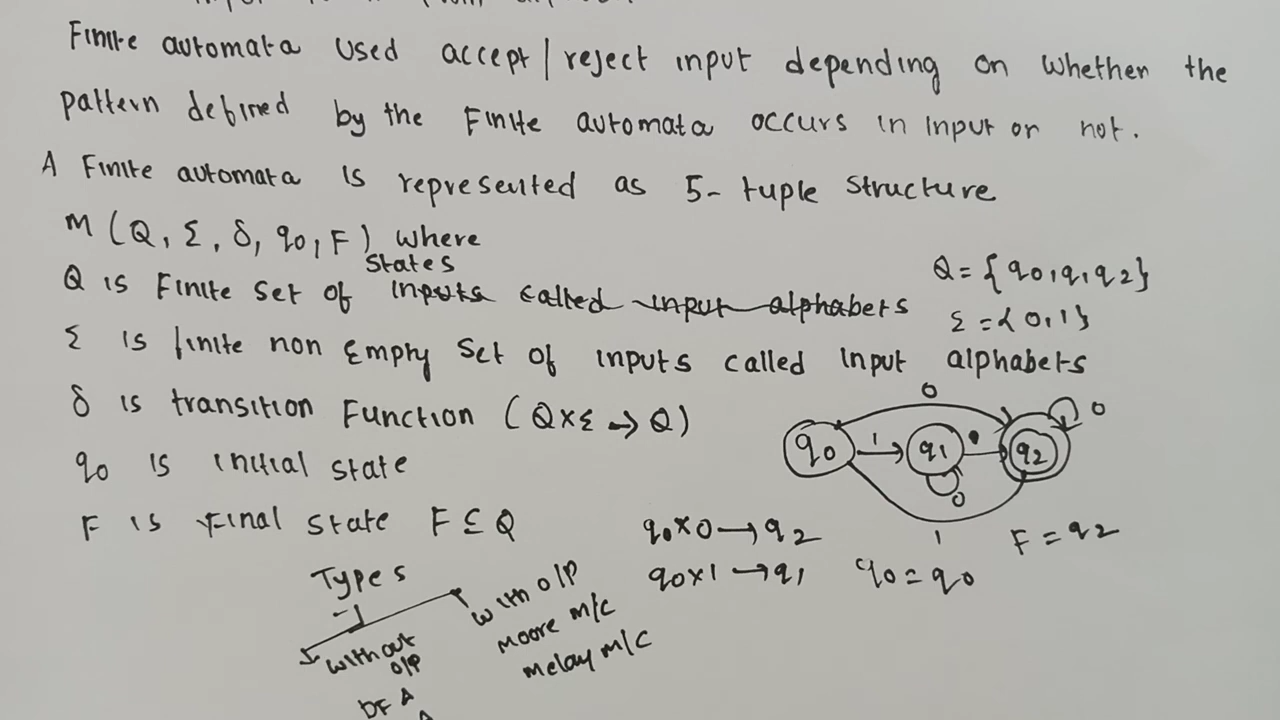 Finite automata used accept/reject input depending on whether the
pattern defined by the Finite automata occurs in input or not.
A Finite automata is represented as 5-tuple structure
M (Q, Σ, δ, q0, F) where
states
Q is Finite set of inputs called input alphabers
Σ is finite non Empty set of inputs called input alphabets
δ is transition Function (Q×Σ → Q)
q0 is initial state
F is Final state F ⊆ Q
Q = {q0, q1, q2}
Σ = {0, 1}
0
0
q0 1 q1 q2
0
1
q0×0 → q2
q0×1 → q1
q0 = q0
F = q2
Types
without
o/p
DFA
with o/p
Moore m/c
melay m/c